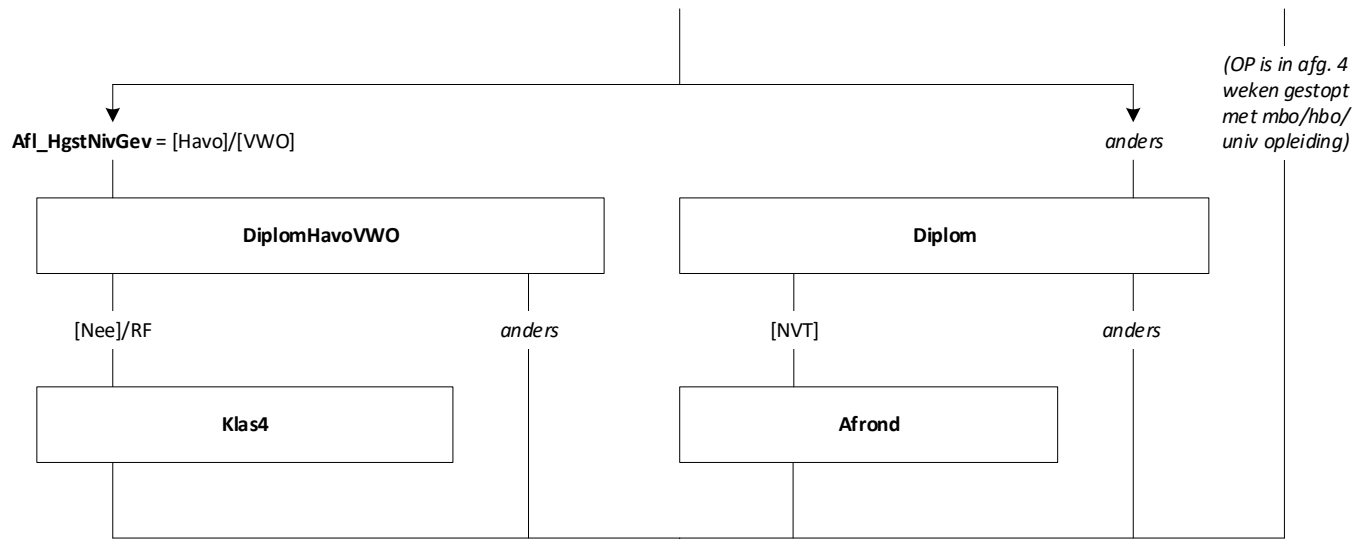 (OP is in afg. 4
weken gestopt
met mbo/hbo/
univ opleiding)
Afl_HgstNivGev = [Havo]/[VWO]
anders
DiplomHavoVWO
Diplom
[Nee]/RF
anders
[NVT]
anders
Klas4
Afrond